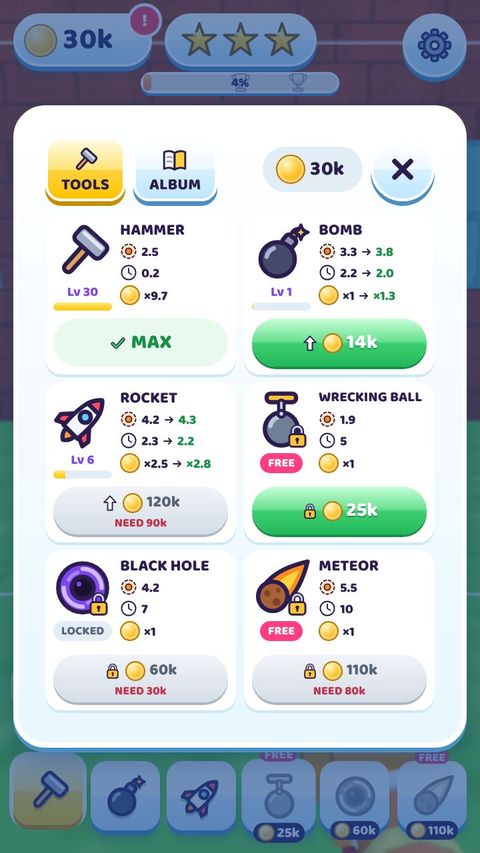 30k
!
4%
TOOLS
ALBUM
30k
HAMMER
2.5
0.2
×9.7
Lv 30
MAX
BOMB
3.3 → 3.8
2.2 → 2.0
×1 → ×1.3
Lv 1
14k
ROCKET
4.2 → 4.3
2.3 → 2.2
×2.5 → ×2.8
Lv 6
120k
NEED 90k
WRECKING BALL
1.9
5
×1
FREE
25k
BLACK HOLE
4.2
7
×1
LOCKED
60k
NEED 30k
METEOR
5.5
10
×1
FREE
110k
NEED 80k
FREE
FREE
25k
60k
110k